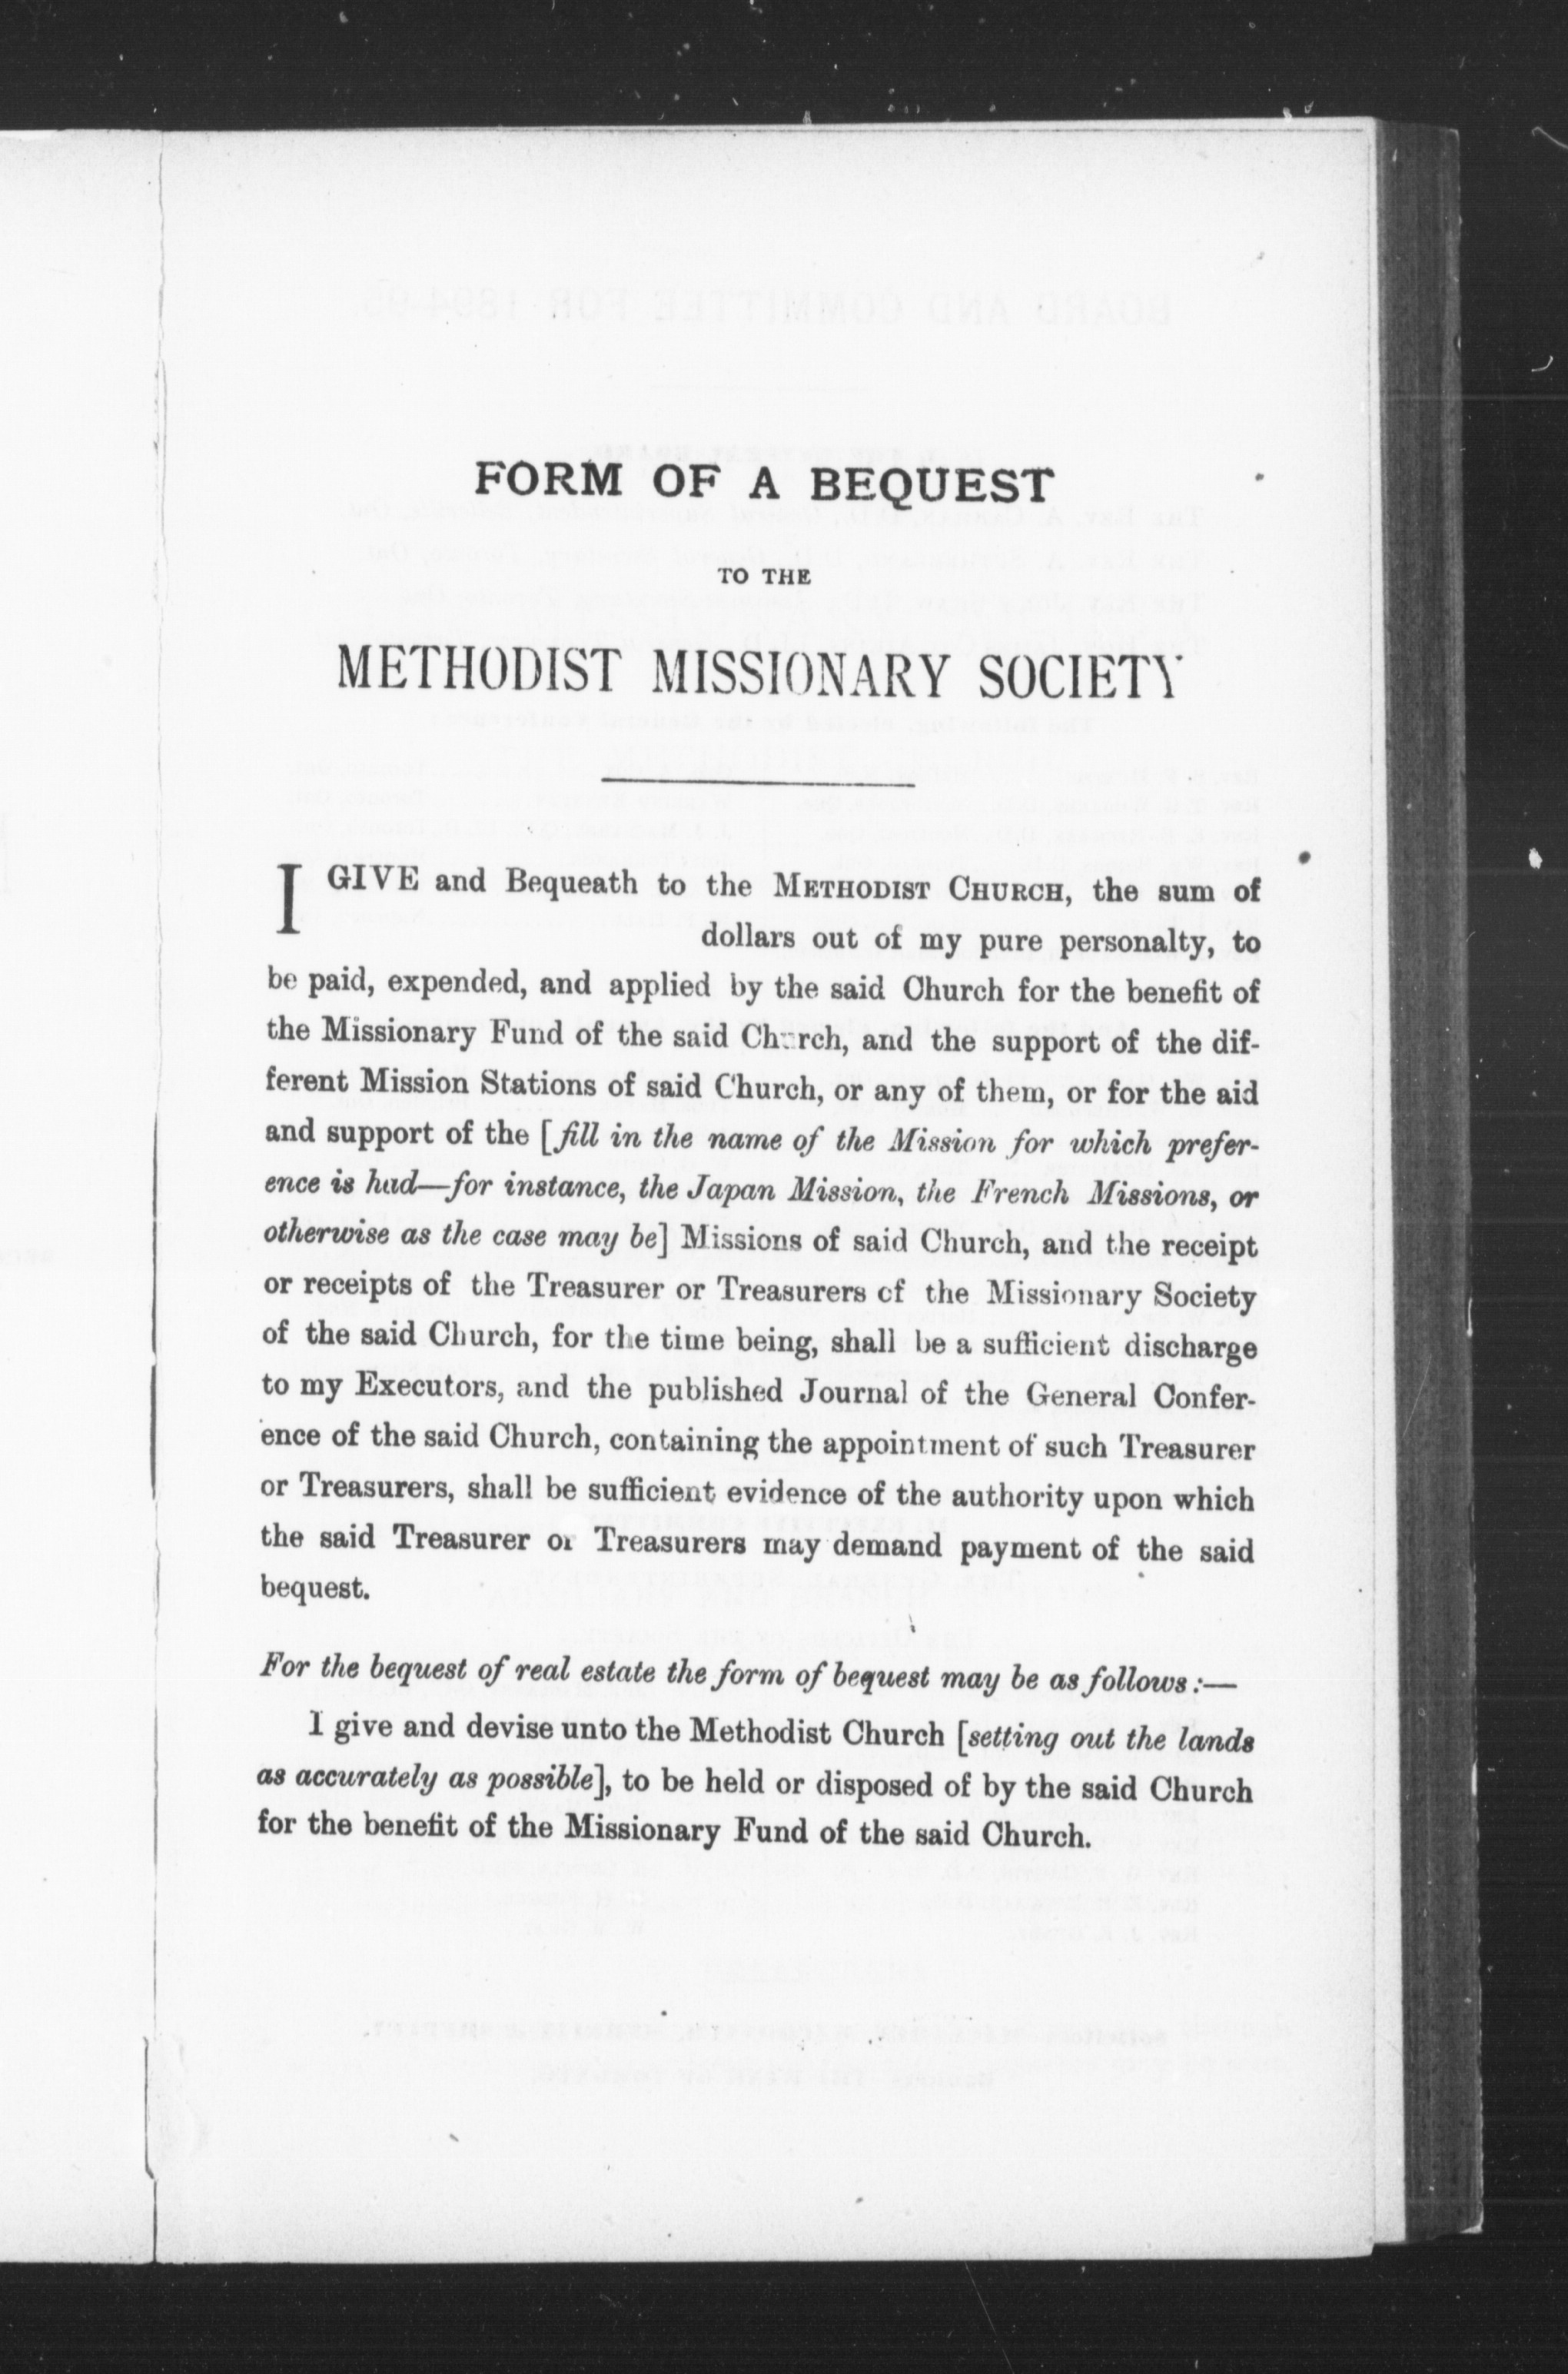 FORM OF A BEQUEST
TO THE
METHODIST MISSIONARY SOCIETY
I GIVE and Bequeath to the METHODIST CHURCH, the sum of
dollars out of my pure personalty, to
be paid, expended, and applied by the said Church for the benefit of
the Missionary Fund of the said Church, and the support of the dif-
ferent Mission Stations of said Church, or any of them, or for the aid
and support of the [fill in the name of the Mission for which prefer-
ence is had—for instance, the Japan Mission, the French Missions, or
otherwise as the case may be] Missions of said Church, and the receipt
or receipts of the Treasurer or Treasurers of the Missionary Society
of the said Church, for the time being, shall be a sufficient discharge
to my Executors, and the published Journal of the General Confer-
ence of the said Church, containing the appointment of such Treasurer
or Treasurers, shall be sufficient evidence of the authority upon which
the said Treasurer or Treasurers may demand payment of the said
bequest.
For the bequest of real estate the form of bequest may be as follows:—
I give and devise unto the Methodist Church [setting out the lands
as accurately as possible], to be held or disposed of by the said Church
for the benefit of the Missionary Fund of the said Church.